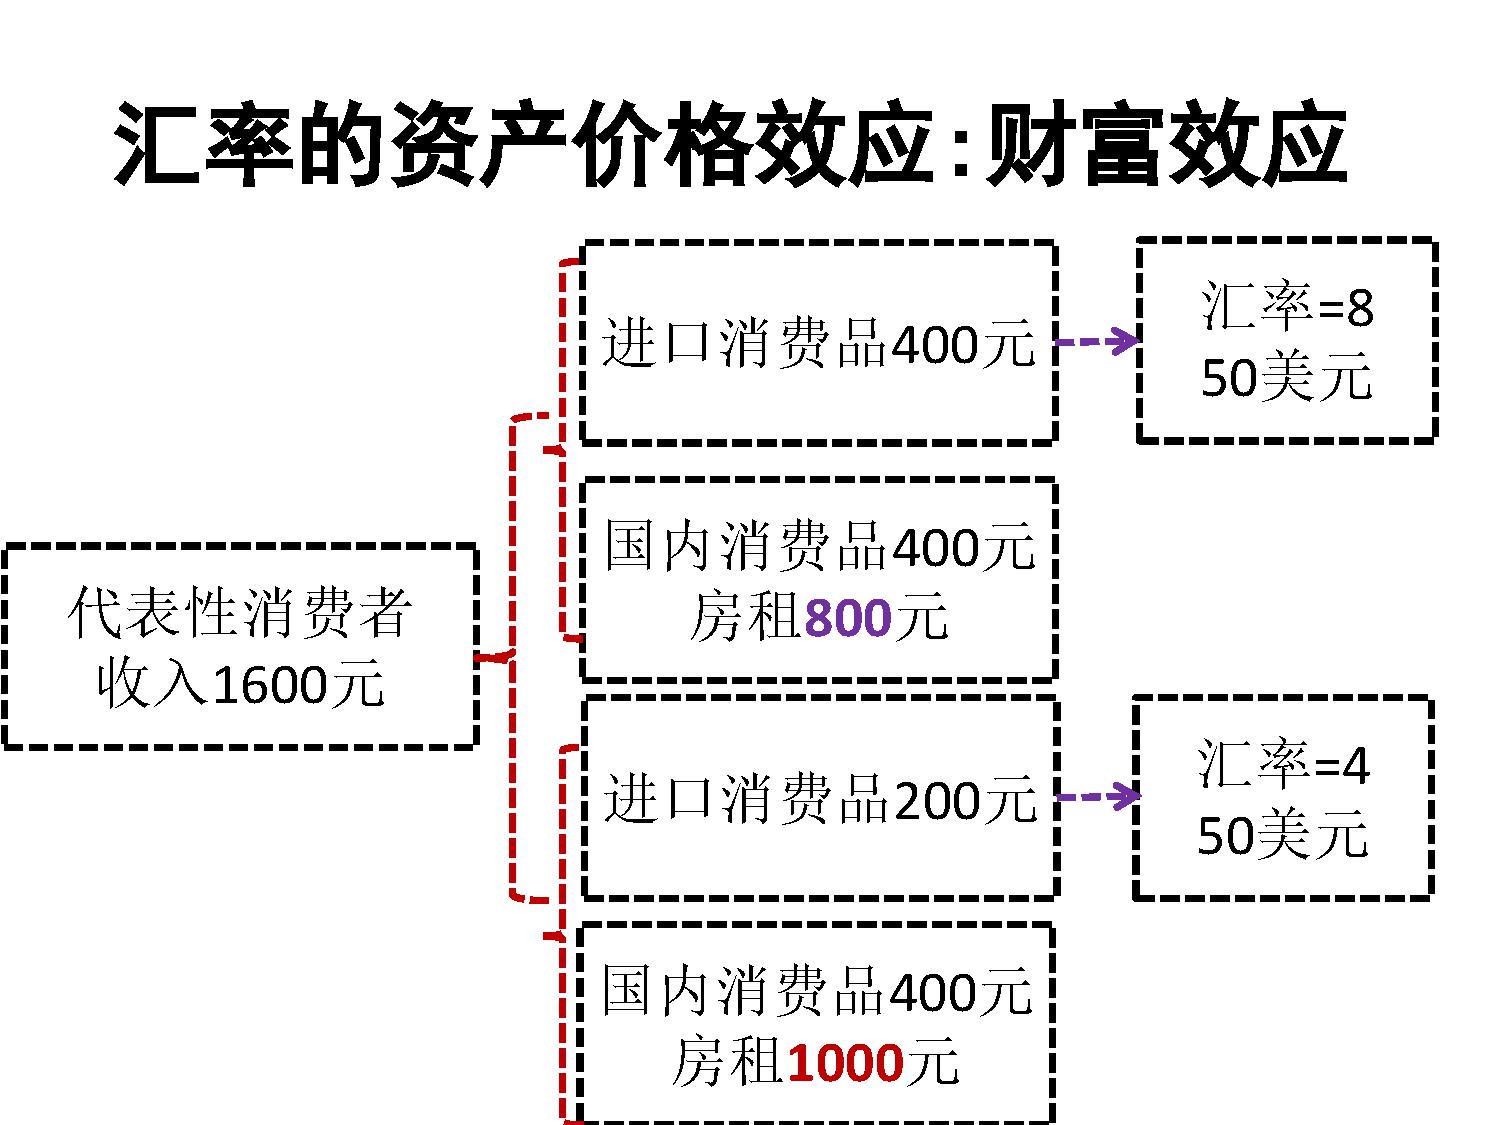 汇率的资产价格效应:财富效应
代表性消费者
收入1600元
进口消费品400元
汇率=8
50美元
国内消费品400元
房租800元
进口消费品200元
汇率=4
50美元
国内消费品400元
房租1000元